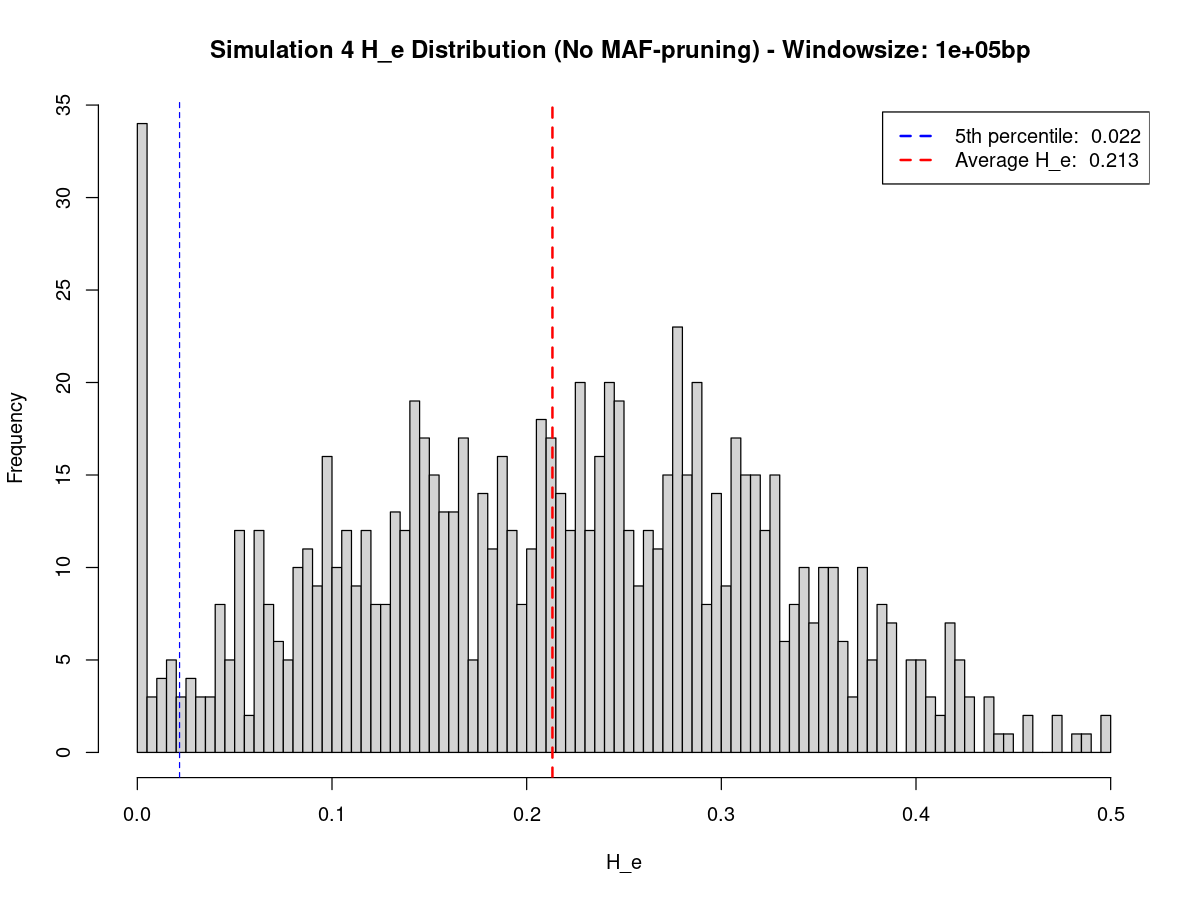 Simulation 4 H_e Distribution (No MAF-pruning) - Windowsize: 1e+05bp
5th percentile: 0.022
Average H_e: 0.213
Frequency
35
30
25
20
15
10
5
0
0.0 0.1 0.2 0.3 0.4 0.5
H_e